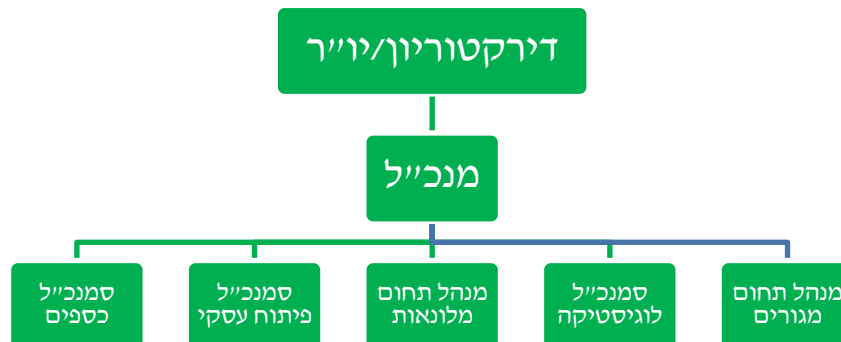 דירקטוריון/יו״ר
מנכ״ל
מנהל תחום
מגורים
סמנכ״ל
לוגיסטיקה
מנהל תחום
מלונאות
סמנכ״ל
פיתוח עסקי
סמנכ״ל
כספים